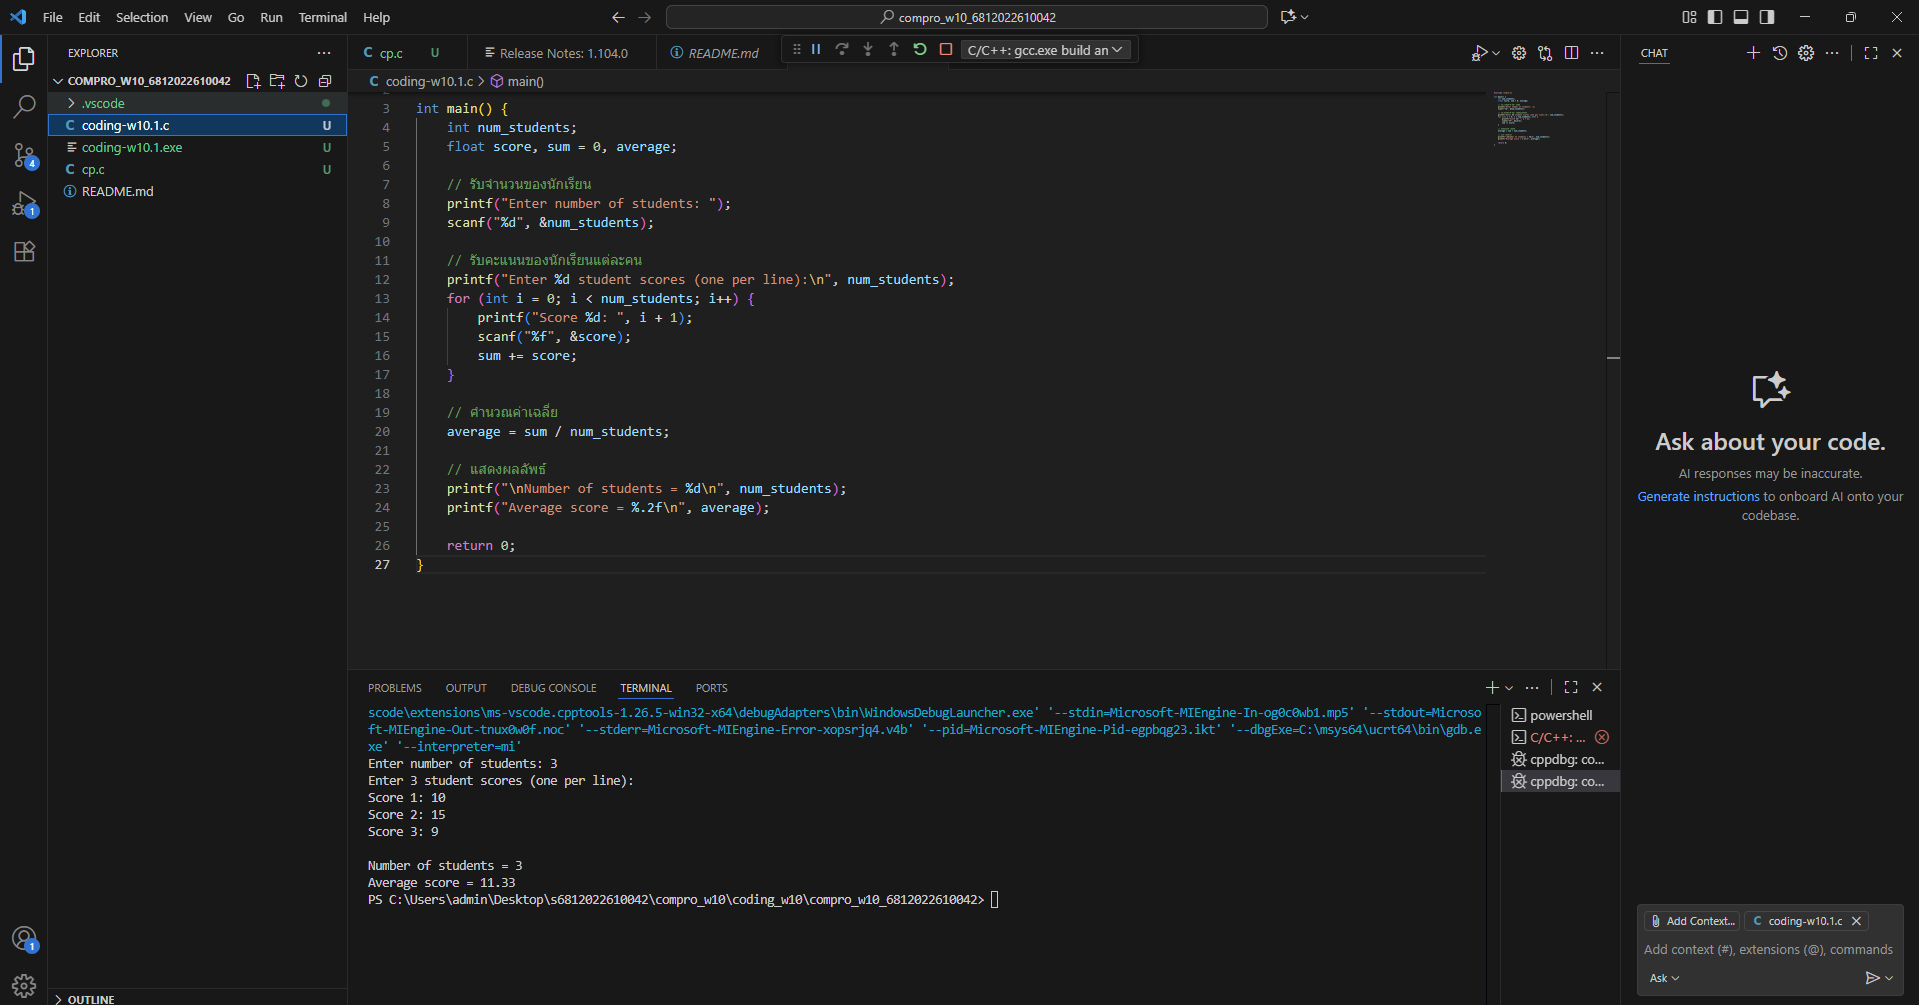 File Edit Selection View Go Run Terminal Help
compro_w10_6812022610042
EXPLORER
COMPRO_W10_6812022610042
.vscode
coding-w10.1.c U
coding-w10.1.exe U
cp.c U
README.md
4
1
1
OUTLINE
cp.c U
Release Notes: 1.104.0
README.md
C/C++: gcc.exe build an
coding-w10.1.c > main()
3 int main() {
4 int num_students;
5 float score, sum = 0, average;
6
7 // รับจำนวนของนักเรียน
8 printf("Enter number of students: ");
9 scanf("%d", &num_students);
10
11 // รับคะแนนของนักเรียนแต่ละคน
12 printf("Enter %d student scores (one per line):\n", num_students);
13 for (int i = 0; i < num_students; i++) {
14 printf("Score %d: ", i + 1);
15 scanf("%f", &score);
16 sum += score;
17 }
18
19 // คำนวณค่าเฉลี่ย
20 average = sum / num_students;
21
22 // แสดงผลลัพธ์
23 printf("\nNumber of students = %d\n", num_students);
24 printf("Average score = %.2f\n", average);
25
26 return 0;
27 }
PROBLEMS OUTPUT DEBUG CONSOLE TERMINAL PORTS
scode\extensions\ms-vscode.cpptools-1.26.5-win32-x64\debugAdapters\bin\WindowsDebugLauncher.exe' '--stdin=Microsoft-MIEngine-In-og0c0wb1.mp5' '--stdout=Microso
ft-MIEngine-Out-tnux0w0f.noc' '--stderr=Microsoft-MIEngine-Error-xopsrjq4.v4b' '--pid=Microsoft-MIEngine-Pid-egpbqg23.ikt' '--dbgExe=C:\msys64\ucrt64\bin\gdb.e
xe' '--interpreter=mi'
Enter number of students: 3
Enter 3 student scores (one per line):
Score 1: 10
Score 2: 15
Score 3: 9
Number of students = 3
Average score = 11.33
PS C:\Users\admin\Desktop\s6812022610042\compro_w10\coding_w10\compro_w10_6812022610042>
powershell
C/C++: ...
cppdbg: co...
cppdbg: co...
CHAT
Ask about your code.
AI responses may be inaccurate.
Generate instructions to onboard AI onto your
codebase.
Add Context... C coding-w10.1.c
Add context (#), extensions (@), commands
Ask